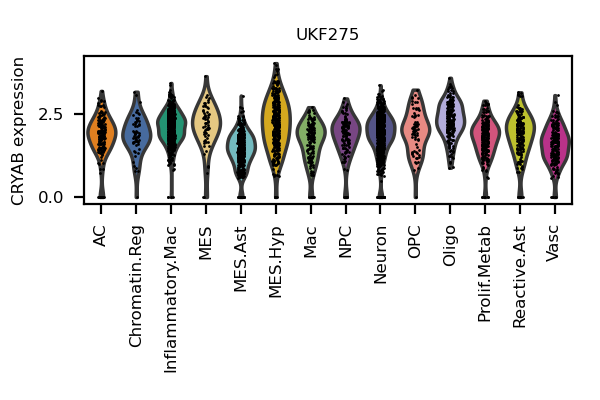 UKF275
CRYAB expression
2.5
0.0
AC
Chromatin.Reg
Inflammatory.Mac
MES
MES.Ast
MES.Hyp
Mac
NPC
Neuron
OPC
Oligo
Prolif.Metab
Reactive.Ast
Vasc